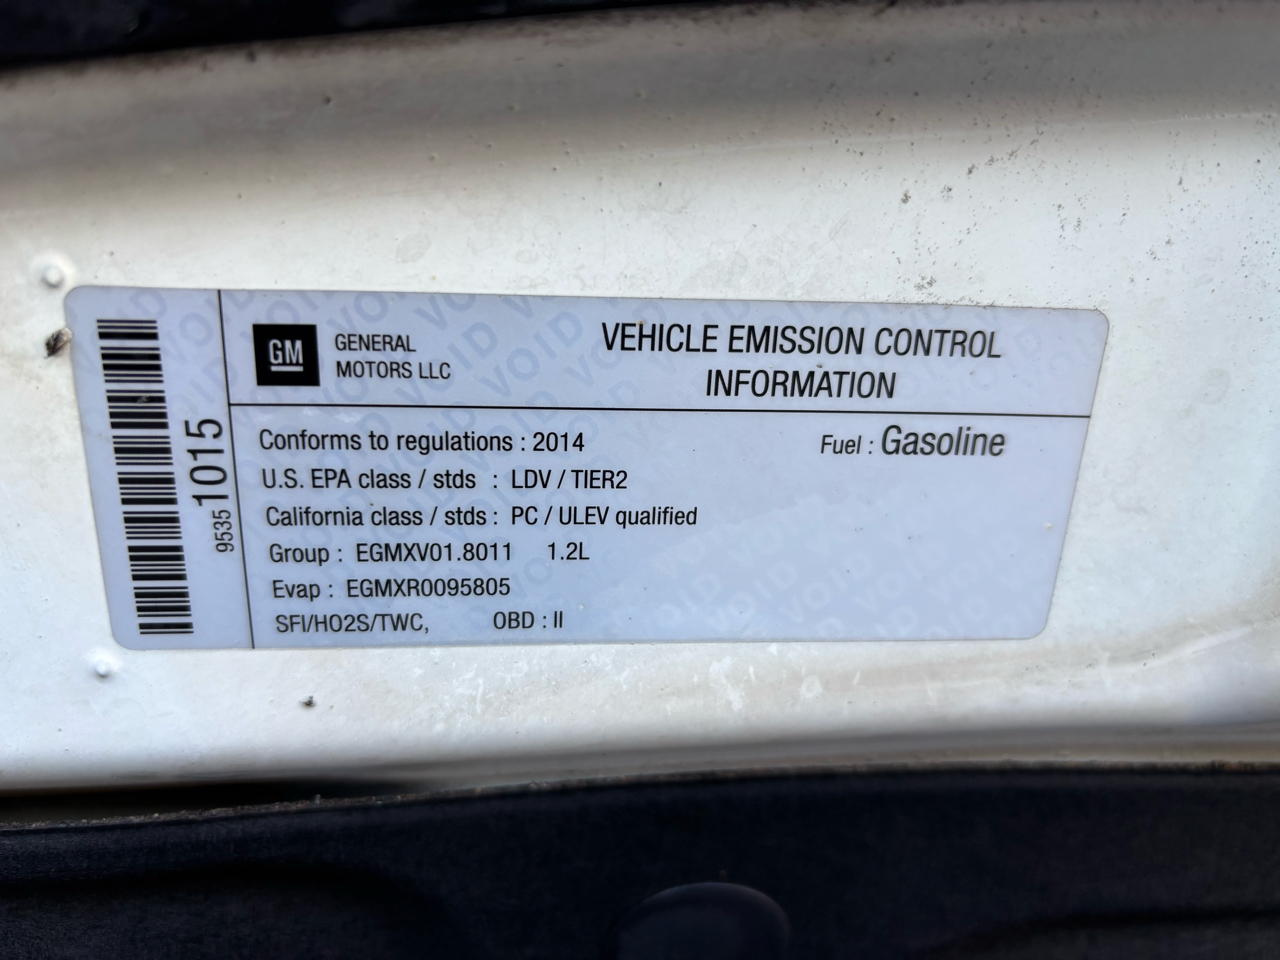 GM
GENERAL
MOTORS LLC
VEHICLE EMISSION CONTROL
INFORMATION
9535 1015
Conforms to regulations : 2014
Fuel : Gasoline
U.S. EPA class / stds : LDV / TIER2
California class / stds : PC / ULEV qualified
Group : EGMXV01.8011 1.2L
Evap : EGMXR0095805
SFI/HO2S/TWC, OBD : II